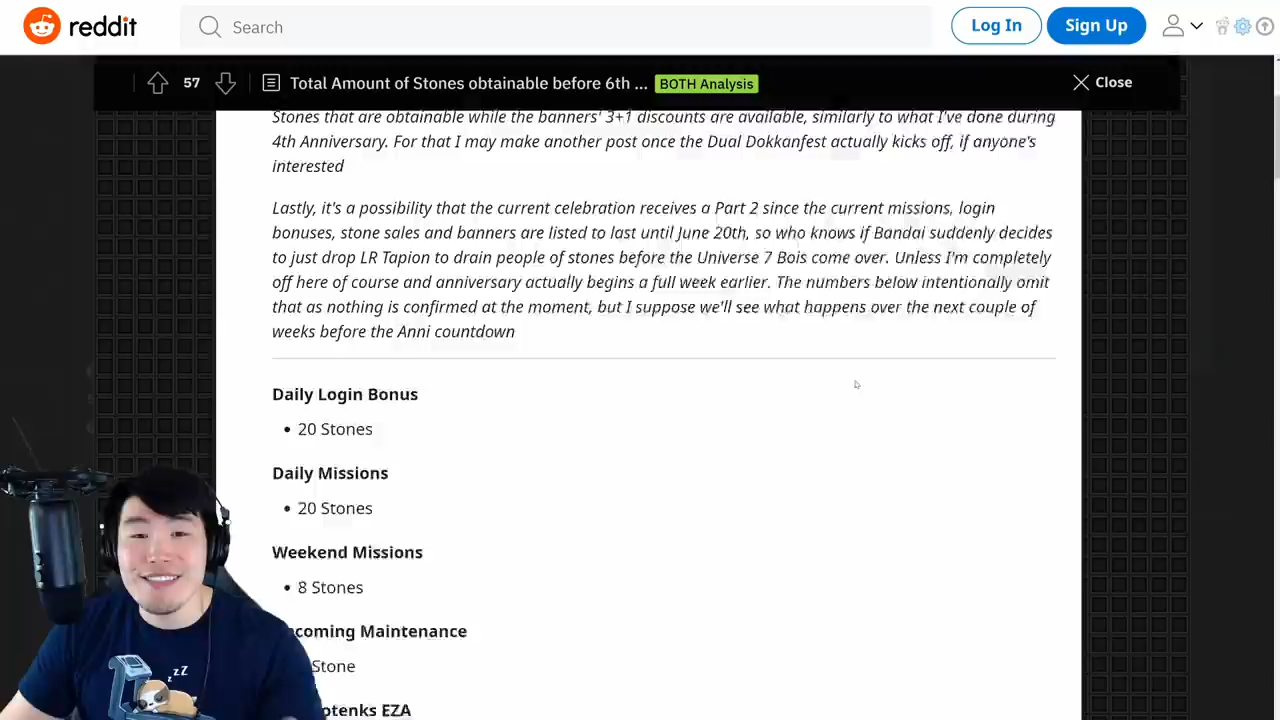 reddit
Search
Log In
Sign Up
57
Total Amount of Stones obtainable before 6th ...
BOTH Analysis
Close
Stones that are obtainable while the banners' 3+1 discounts are available, similarly to what I've done during
4th Anniversary. For that I may make another post once the Dual Dokkanfest actually kicks off, if anyone's
interested
Lastly, it's a possibility that the current celebration receives a Part 2 since the current missions, login
bonuses, stone sales and banners are listed to last until June 20th, so who knows if Bandai suddenly decides
to just drop LR Tapion to drain people of stones before the Universe 7 Bois come over. Unless I'm completely
off here of course and anniversary actually begins a full week earlier. The numbers below intentionally omit
that as nothing is confirmed at the moment, but I suppose we'll see what happens over the next couple of
weeks before the Anni countdown
Daily Login Bonus
• 20 Stones
Daily Missions
• 20 Stones
Weekend Missions
• 8 Stones
coming Maintenance
Stone
otenks EZA
z Z Z